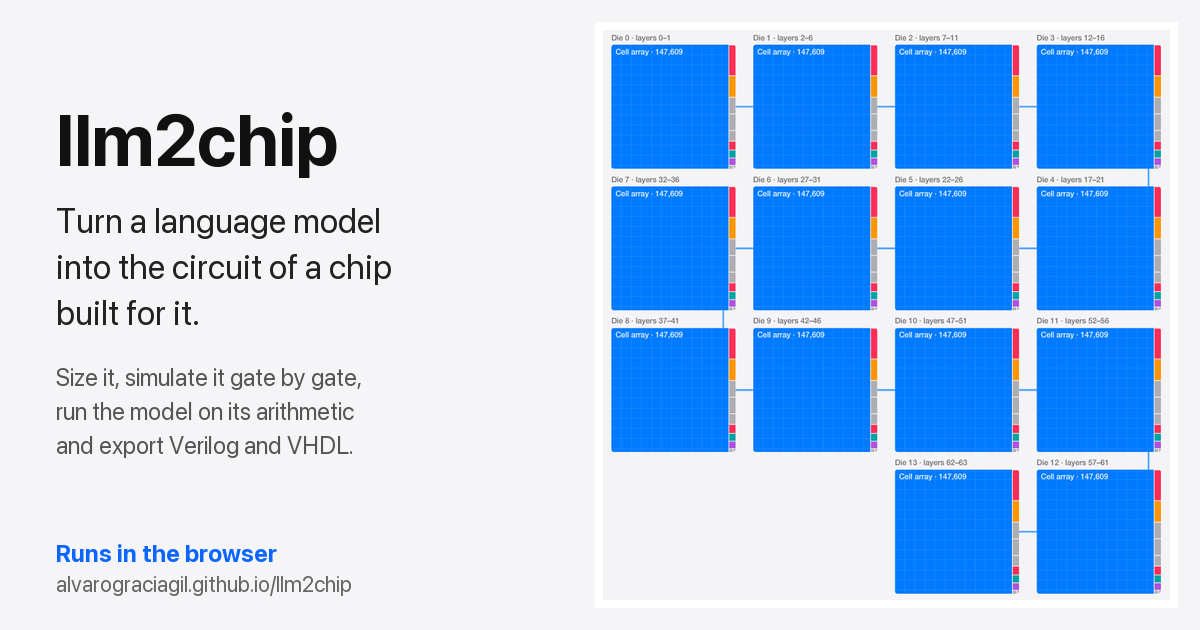 llm2chip
Turn a language model
into the circuit of a chip
built for it.
Size it, simulate it gate by gate,
run the model on its arithmetic
and export Verilog and VHDL.
Runs in the browser
alvarograciagil.github.io/llm2chip
Die 0 · layers 0–1
Cell array · 147,609
Die 1 · layers 2–6
Cell array · 147,609
Die 2 · layers 7–11
Cell array · 147,609
Die 3 · layers 12–16
Cell array · 147,609
Die 7 · layers 32–36
Cell array · 147,609
Die 6 · layers 27–31
Cell array · 147,609
Die 5 · layers 22–26
Cell array · 147,609
Die 4 · layers 17–21
Cell array · 147,609
Die 8 · layers 37–41
Cell array · 147,609
Die 9 · layers 42–46
Cell array · 147,609
Die 10 · layers 47–51
Cell array · 147,609
Die 11 · layers 52–56
Cell array · 147,609
Die 13 · layers 62–63
Cell array · 147,609
Die 12 · layers 57–61
Cell array · 147,609